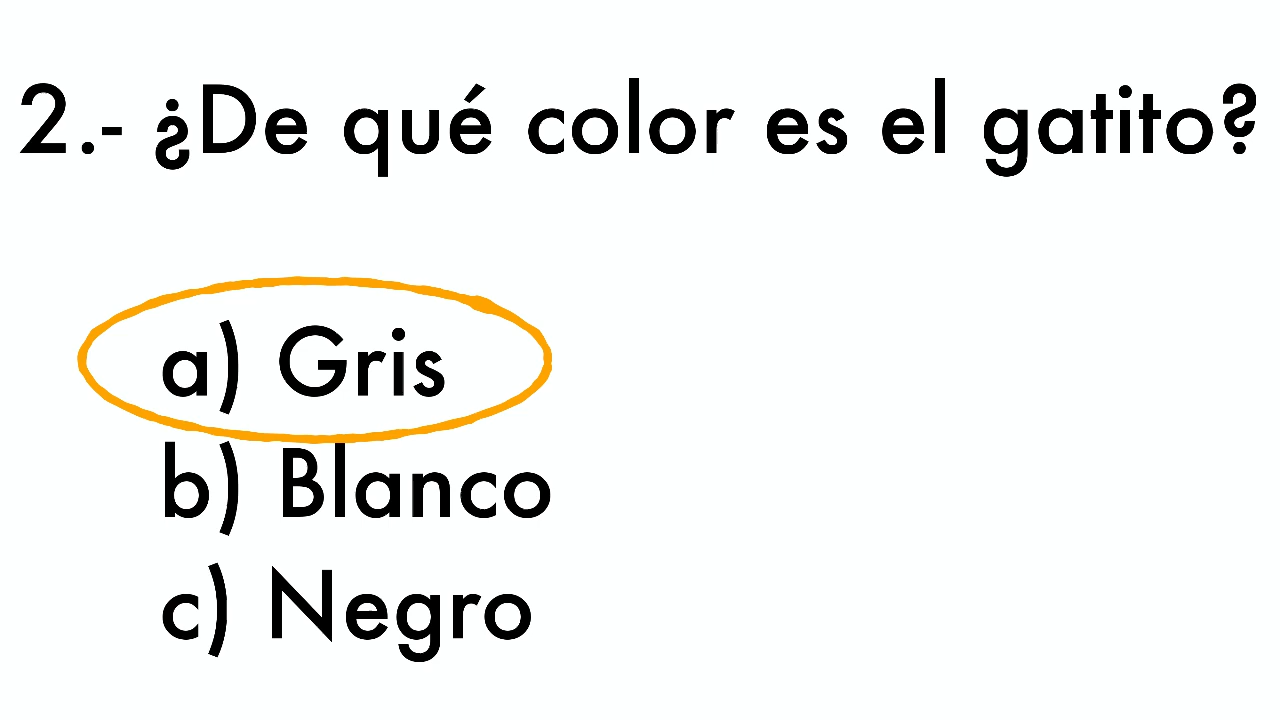 2.- ¿De qué color es el gatito?
a) Gris
b) Blanco
c) Negro